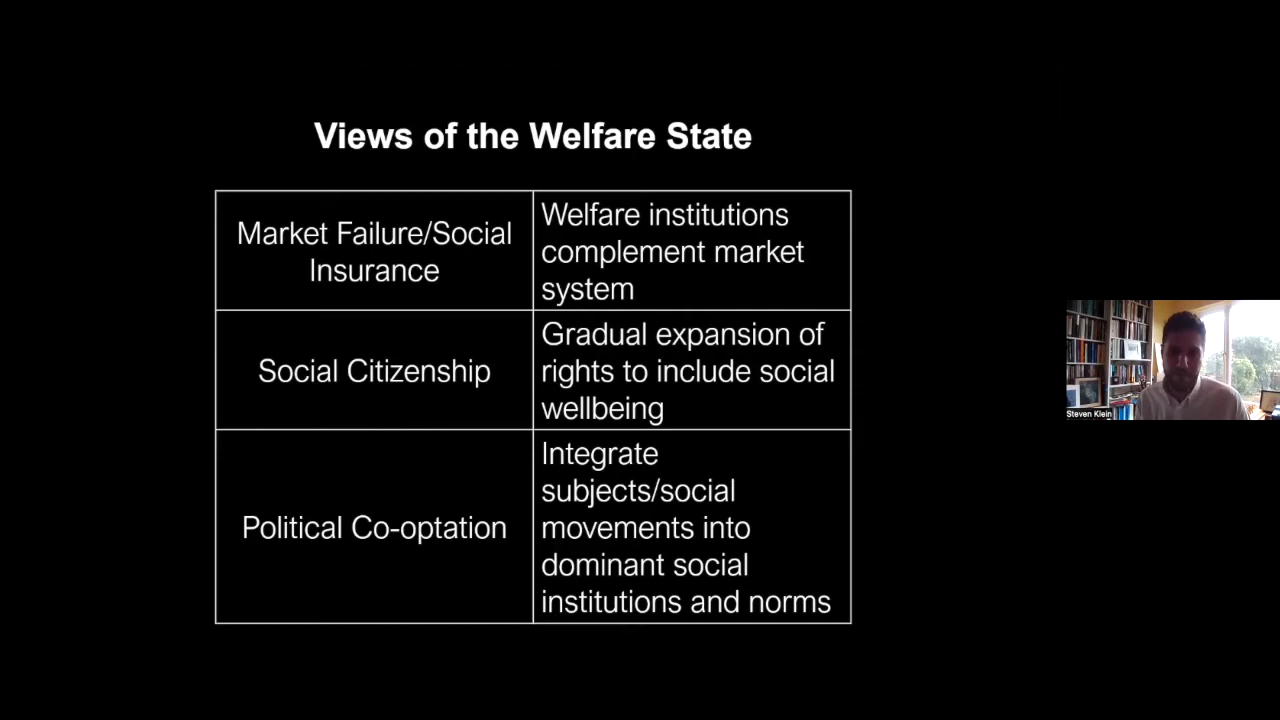 Views of the Welfare State
Market Failure/Social
Insurance
Welfare institutions
complement market
system
Social Citizenship
Gradual expansion of
rights to include social
wellbeing
Political Co-optation
Integrate
subjects/social
movements into
dominant social
institutions and norms
Steven Klein